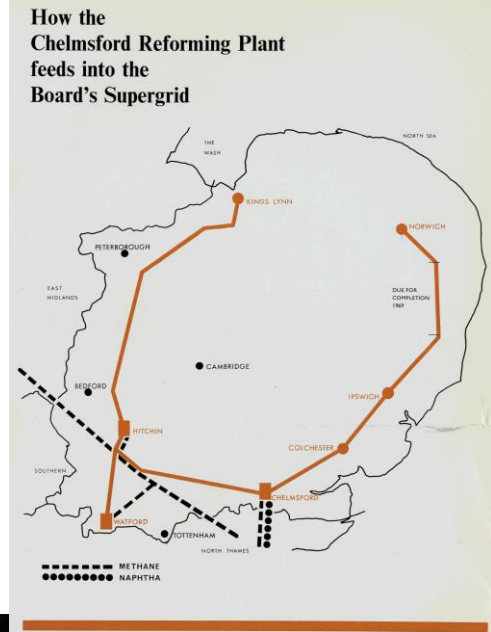 How the
Chelmsford Reforming Plant
feeds into the
Board's Supergrid
THE
WASH
NORTH SEA
KINGS LYNN
NORWICH
PETERBOROUGH
EAST
MIDLANDS
DUE FOR
COMPLETION
1969
CAMBRIDGE
BEDFORD
IPSWICH
HITCHIN
COLCHESTER
SOUTHERN
CHELMSFORD
WATFORD
TOTTENHAM
NORTH THAMES
METHANE
NAPHTHA